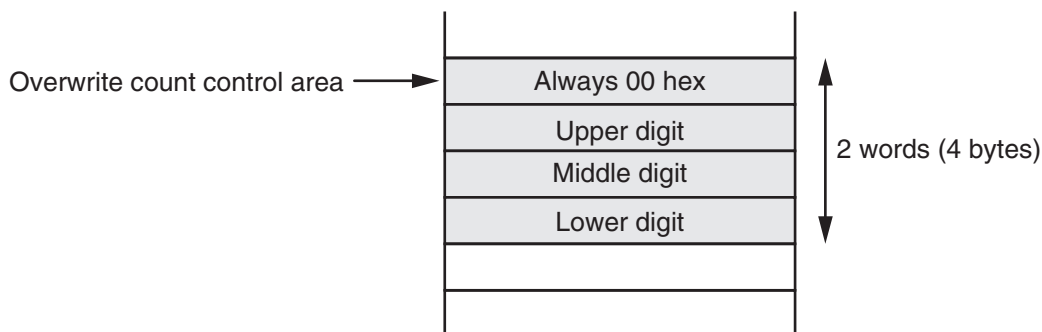 Always 00 hex
Overwrite count control area
Upper digit
2 words (4 bytes)
Middle digit
Lower digit